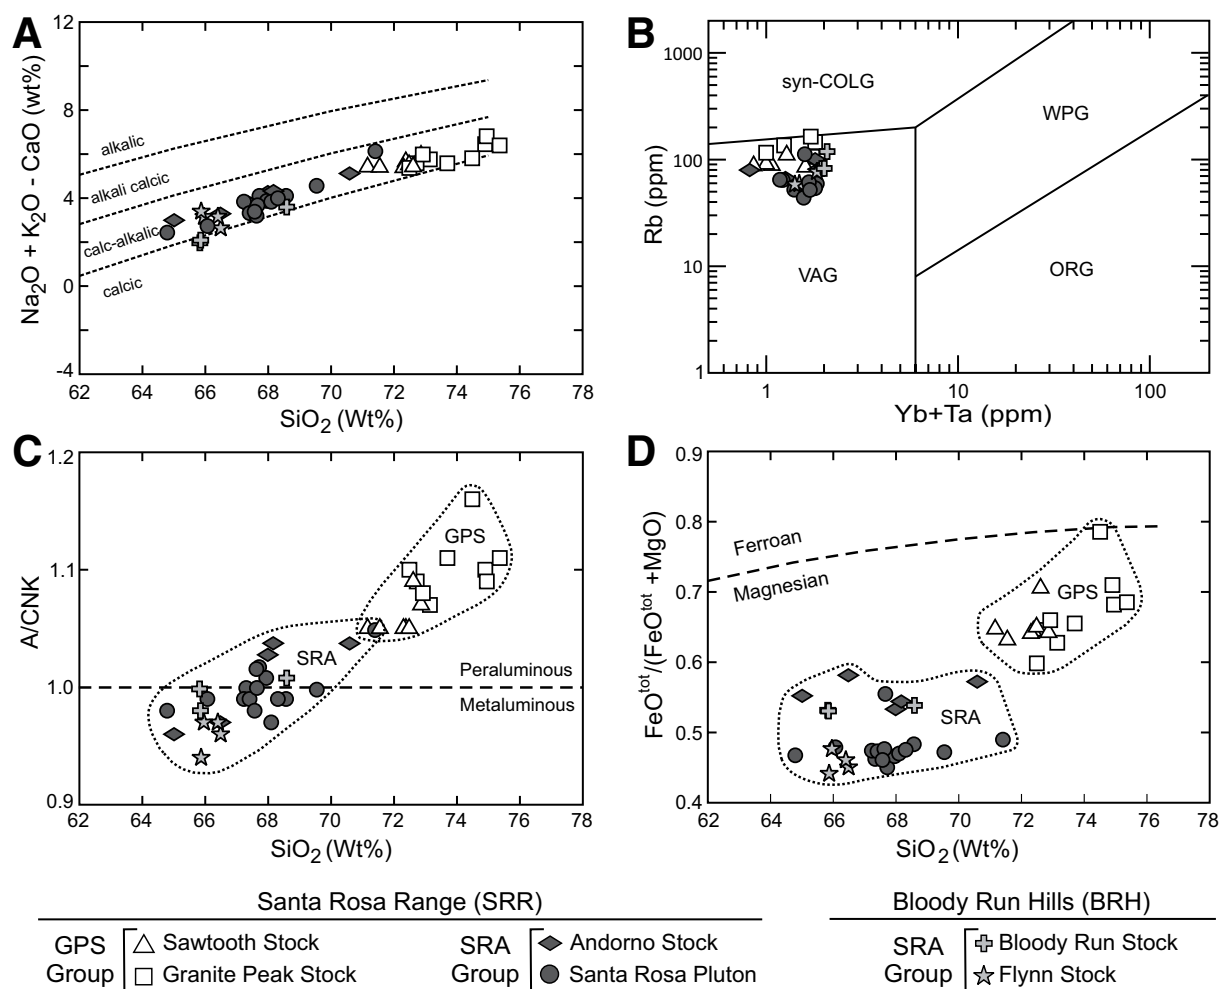 A
Na2O + K2O - CaO (wt%)
12
8
4
0
-4
alkalic
alkali calcic
calc-alkalic
calcic
62 64 66 68 70 72 74 76 78
SiO2 (Wt%)
B
Rb (ppm)
1000
100
10
1
syn-COLG
WPG
VAG
ORG
1 10 100
Yb+Ta (ppm)
C
A/CNK
1.2
1.1
1.0
0.9
GPS
SRA
Peraluminous
Metaluminous
62 64 66 68 70 72 74 76 78
SiO2 (Wt%)
D
FeOtot/(FeOtot +MgO)
0.9
0.8
0.7
0.6
0.5
0.4
Ferroan
Magnesian
GPS
SRA
62 64 66 68 70 72 74 76 78
SiO2 (Wt%)
Santa Rosa Range (SRR)
GPS Group
Sawtooth Stock
Granite Peak Stock
SRA Group
Andorno Stock
Santa Rosa Pluton
Bloody Run Hills (BRH)
SRA Group
Bloody Run Stock
Flynn Stock